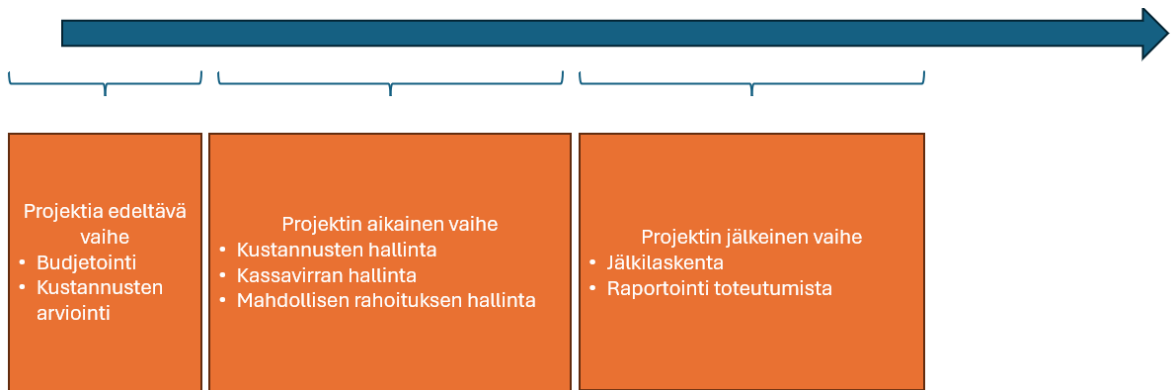 Projektia edeltävä
vaihe
• Budjetointi
• Kustannusten
arviointi
Projektin aikainen vaihe
• Kustannusten hallinta
• Kassavirran hallinta
• Mahdollisen rahoituksen hallinta
Projektin jälkeinen vaihe
• Jälkilaskenta
• Raportointi toteutumista